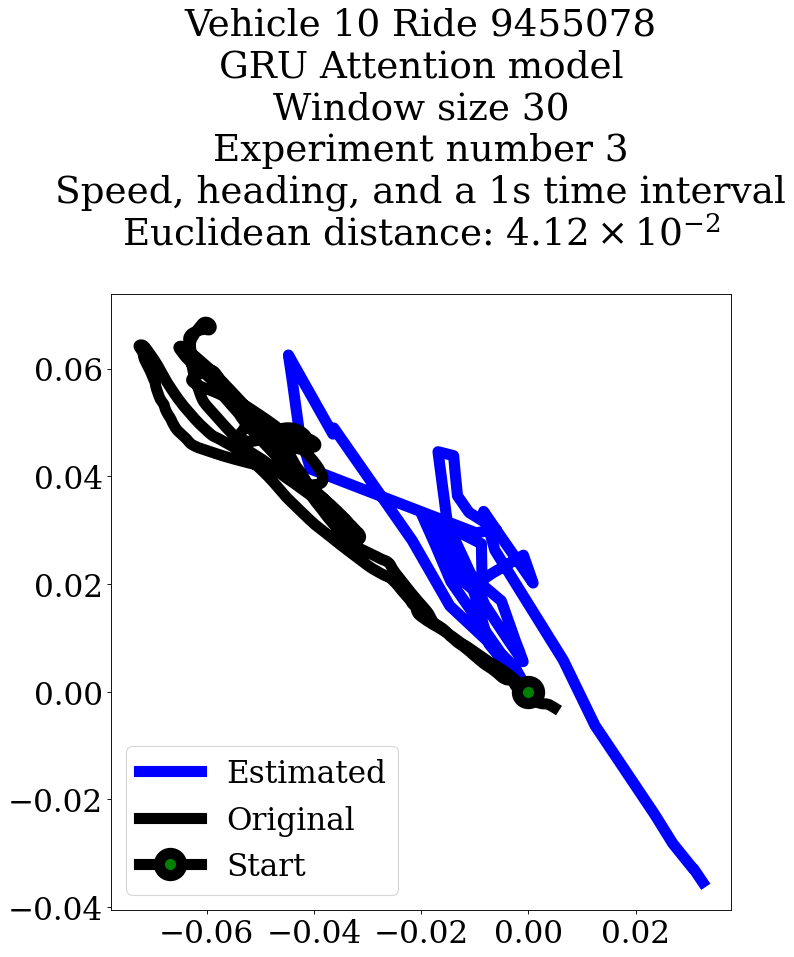 Vehicle 10 Ride 9455078
GRU Attention model
Window size 30
Experiment number 3
Speed, heading, and a 1s time interval
Euclidean distance: 4.12 × 10⁻²
0.06
0.04
0.02
0.00
−0.02
−0.04
Estimated
Original
Start
−0.06 −0.04 −0.02 0.00 0.02